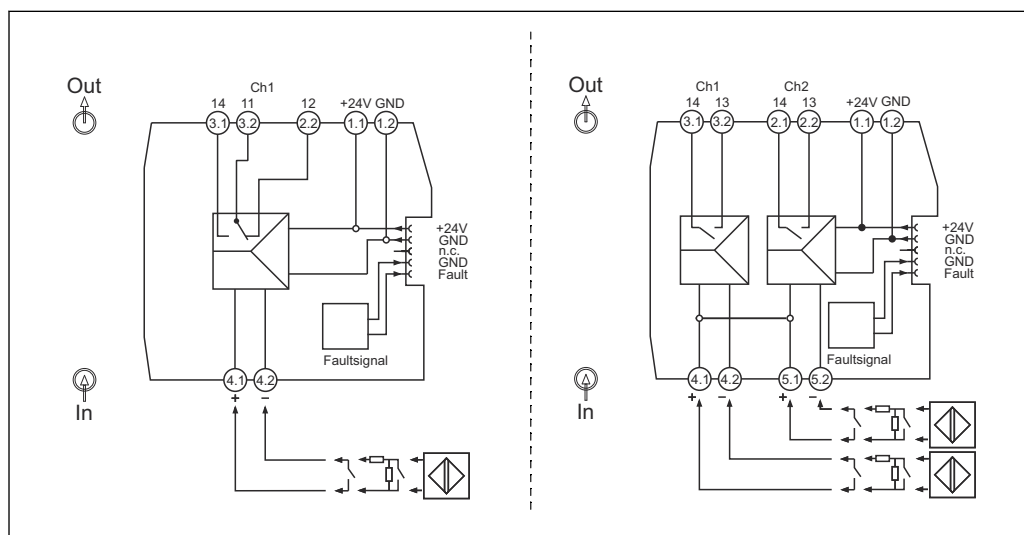 Out
Ch1
14 11 12 +24V GND
3.1 3.2 2.2 1.1 1.2
+24V
GND
n.c.
GND
Fault
Faultsignal
4.1 4.2
+ –
In
Out
Ch1 Ch2
14 13 14 13 +24V GND
3.1 3.2 2.1 2.2 1.1 1.2
+24V
GND
n.c.
GND
Fault
Faultsignal
4.1 4.2 5.1 5.2
+ – + –
In